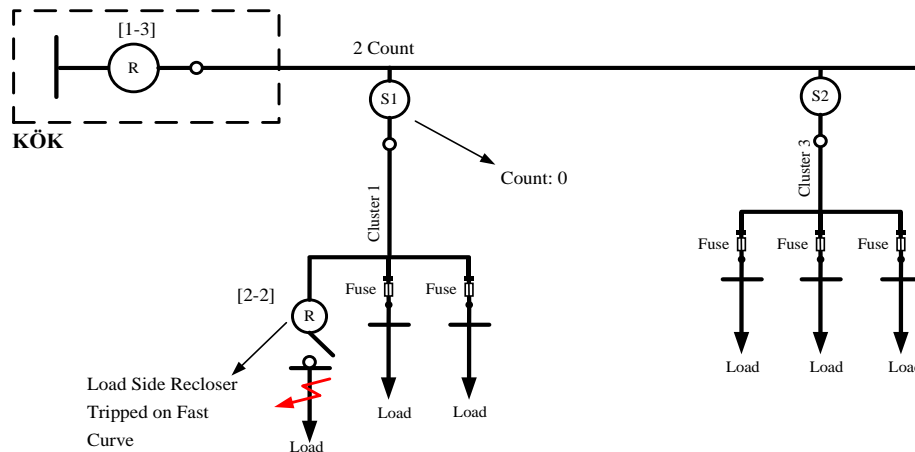 [1-3]
R
KÖK
2 Count
S1
S2
Count: 0
Cluster 1
Cluster 3
Fuse
Fuse
Fuse
[2-2]
R
Fuse
Fuse
Load Side Recloser
Tripped on Fast
Curve
Load
Load
Load
Load
Load
Load